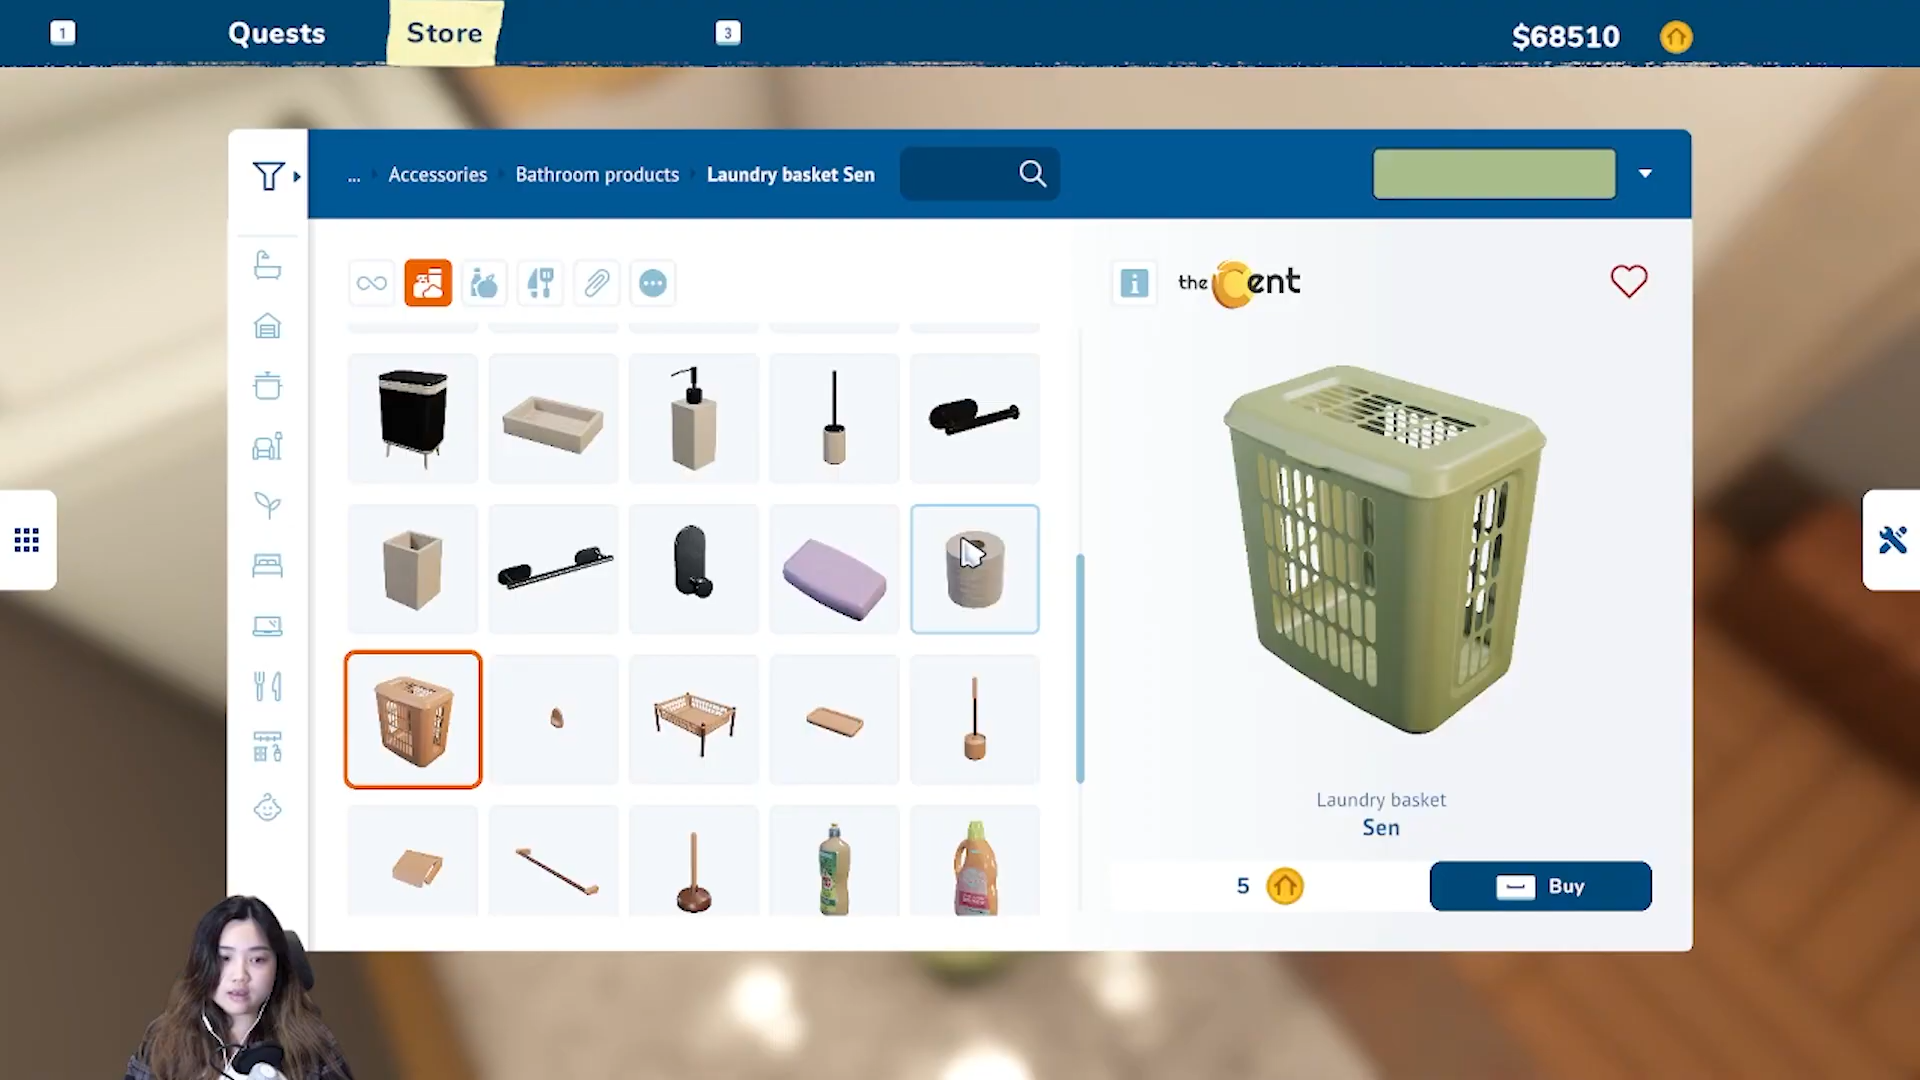 1
Quests
Store
3
$68510
... Accessories Bathroom products Laundry basket Sen
i
the Cent
Laundry basket
Sen
5
Buy